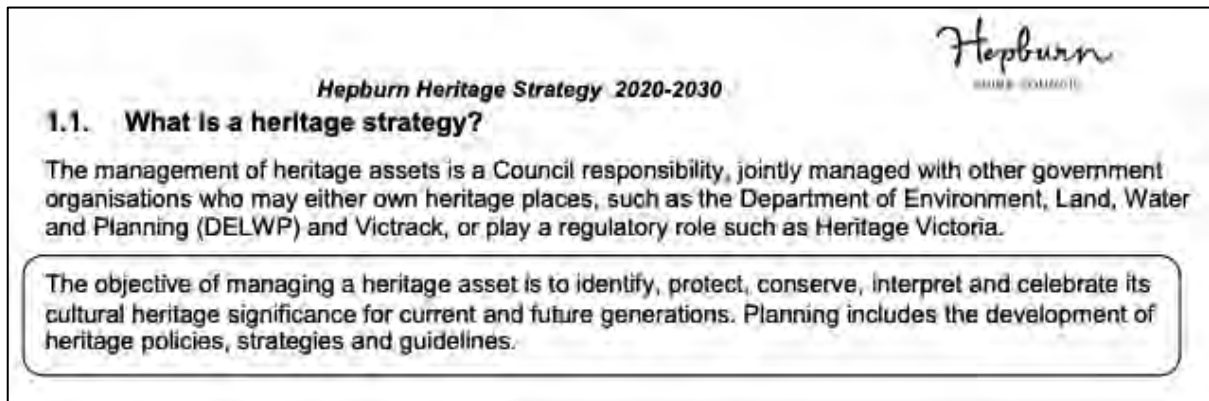 Hepburn
SHIRE COUNCIL
Hepburn Heritage Strategy 2020-2030
1.1. What is a heritage strategy?
The management of heritage assets is a Council responsibility, jointly managed with other government
organisations who may either own heritage places, such as the Department of Environment, Land, Water
and Planning (DELWP) and Victrack, or play a regulatory role such as Heritage Victoria.
The objective of managing a heritage asset is to identify, protect, conserve, interpret and celebrate its
cultural heritage significance for current and future generations. Planning includes the development of
heritage policies, strategies and guidelines.